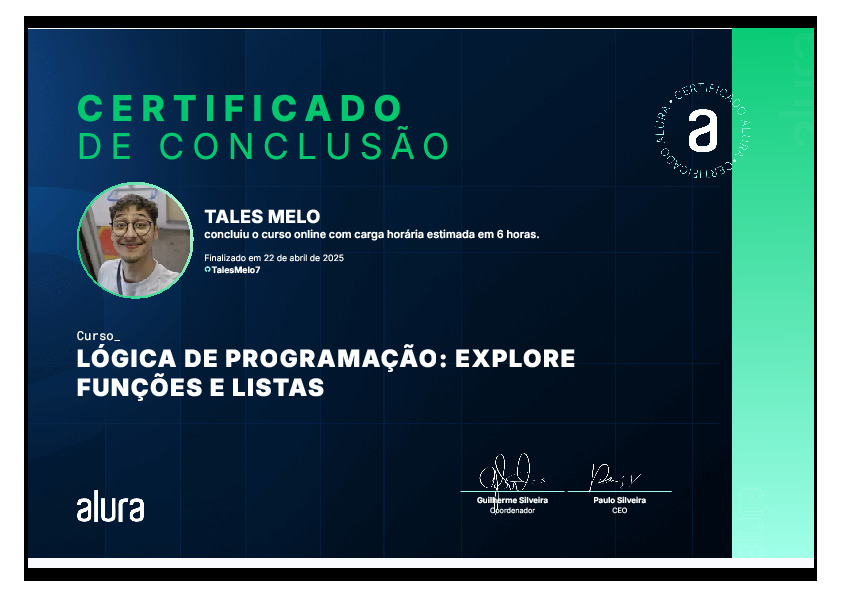 CERTIFICADO
DE CONCLUSÃO
• CERTIFICADO ALURA • CERTIFICADO ALURA
a
TALES MELO
concluiu o curso online com carga horária estimada em 6 horas.
Finalizado em 22 de abril de 2025
TalesMelo7
Curso_
LÓGICA DE PROGRAMAÇÃO: EXPLORE
FUNÇÕES E LISTAS
Guilherme Silveira
Coordenador
Paulo Silveira
CEO
alura
alura